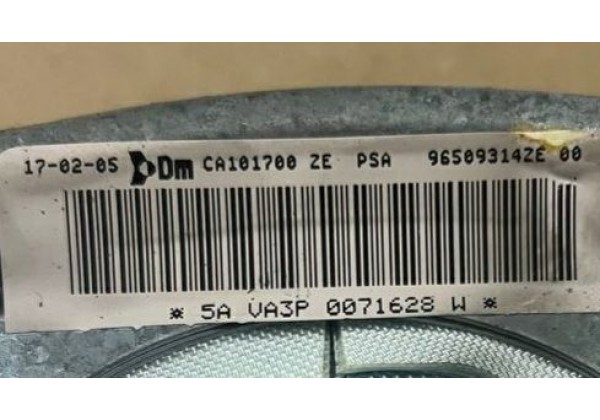 17-02-05 Dm CA101700 ZE PSA 96509314ZE 00
* 5A VA3P 0071628 W *